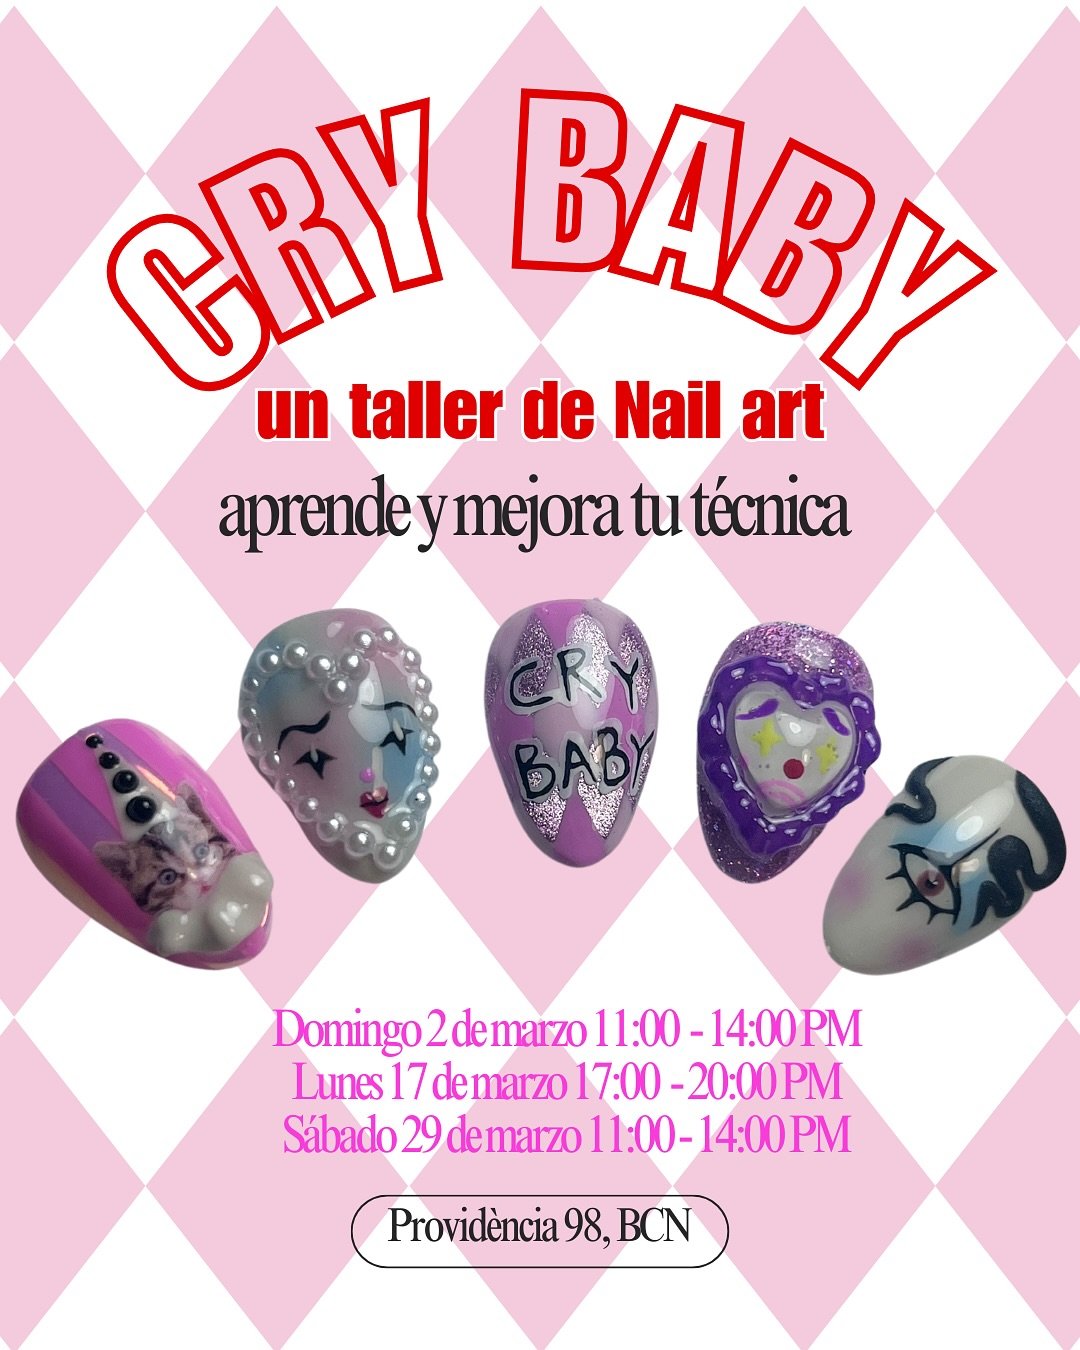 CRY BABY
un taller de Nail art
aprende y mejora tu técnica
CRY
BABY
Domingo 2 de marzo 11:00 - 14:00 PM
Lunes 17 de marzo 17:00 - 20:00 PM
Sábado 29 de marzo 11:00 - 14:00 PM
Providència 98, BCN